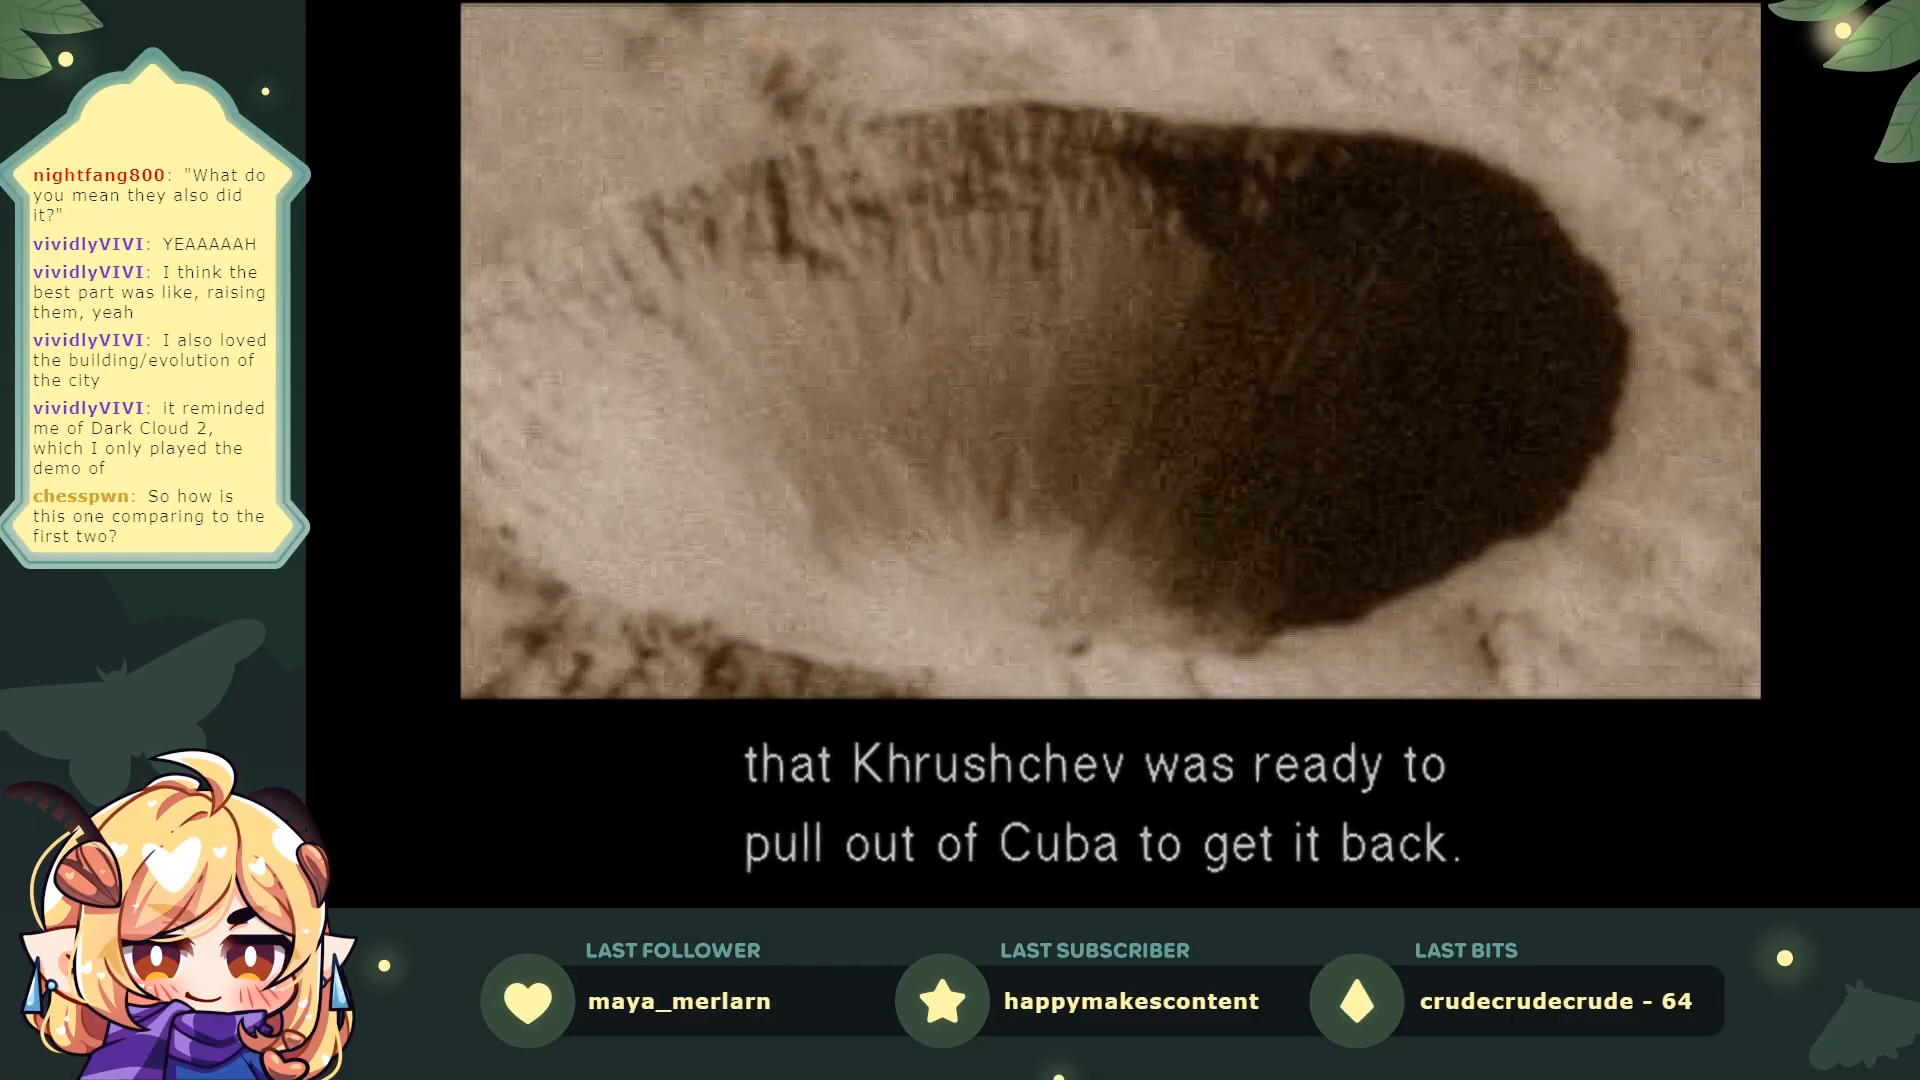 nightfang800: "What do
you mean they also did
it?"
vividlyVIVI: YEAAAAAH
vividlyVIVI: I think the
best part was like, raising
them, yeah
vividlyVIVI: I also loved
the building/evolution of
the city
vividlyVIVI: it reminded
me of Dark Cloud 2,
which I only played the
demo of
chesspwn: So how is
this one comparing to the
first two?
that Khrushchev was ready to
pull out of Cuba to get it back.
LAST FOLLOWER
maya_merlarn
LAST SUBSCRIBER
happymakescontent
LAST BITS
crudecrudecrude - 64